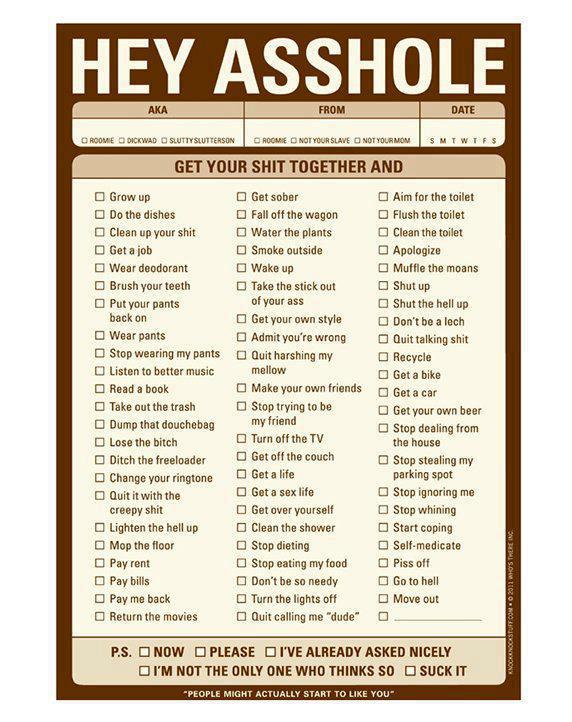 HEY ASSHOLE
AKA FROM DATE
ROOMIE DICKWAD SLUTTY SLUTTERSON ROOMIE NOT YOUR SLAVE NOT YOUR MOM S M T W T F S
GET YOUR SHIT TOGETHER AND
Grow up
Do the dishes
Clean up your shit
Get a job
Wear deodorant
Brush your teeth
Put your pants
back on
Wear pants
Stop wearing my pants
Listen to better music
Read a book
Take out the trash
Dump that douchebag
Lose the bitch
Ditch the freeloader
Change your ringtone
Quit it with the
creepy shit
Lighten the hell up
Mop the floor
Pay rent
Pay bills
Pay me back
Return the movies
Get sober
Fall off the wagon
Water the plants
Smoke outside
Wake up
Take the stick out
of your ass
Get your own style
Admit you're wrong
Quit harshing my
mellow
Make your own friends
Stop trying to be
my friend
Turn off the TV
Get off the couch
Get a life
Get a sex life
Get over yourself
Clean the shower
Stop dieting
Stop eating my food
Don't be so needy
Turn the lights off
Quit calling me "dude"
Aim for the toilet
Flush the toilet
Clean the toilet
Apologize
Muffle the moans
Shut up
Shut the hell up
Don't be a lech
Quit talking shit
Recycle
Get a bike
Get a car
Get your own beer
Stop dealing from
the house
Stop stealing my
parking spot
Stop ignoring me
Stop whining
Start coping
Self-medicate
Piss off
Go to hell
Move out
P.S. NOW PLEASE I'VE ALREADY ASKED NICELY
I'M NOT THE ONLY ONE WHO THINKS SO SUCK IT
"PEOPLE MIGHT ACTUALLY START TO LIKE YOU"
KNOCKKNOCKSTUFF.COM • © 2011 WHO'S THERE INC.